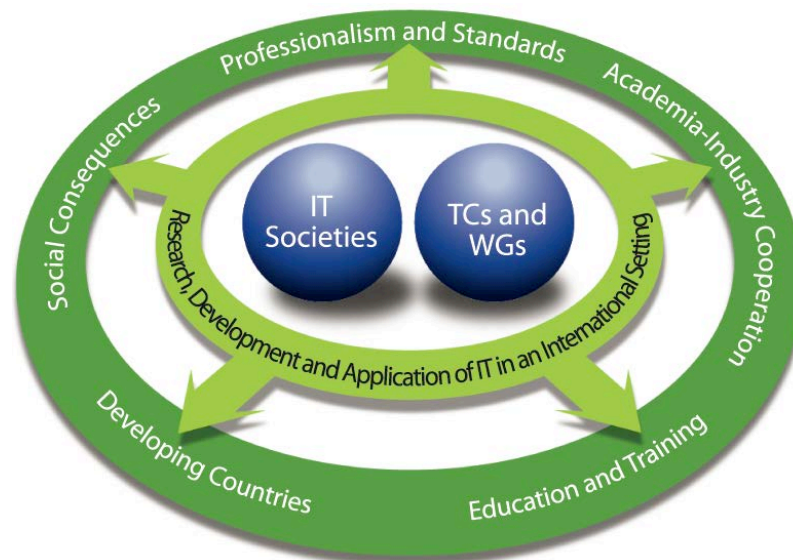 Professionalism and Standards
Social Consequences
Academia-Industry Cooperation
IT
Societies
TCs and
WGs
Research, Development and Application of IT in an International Setting
Developing Countries
Education and Training